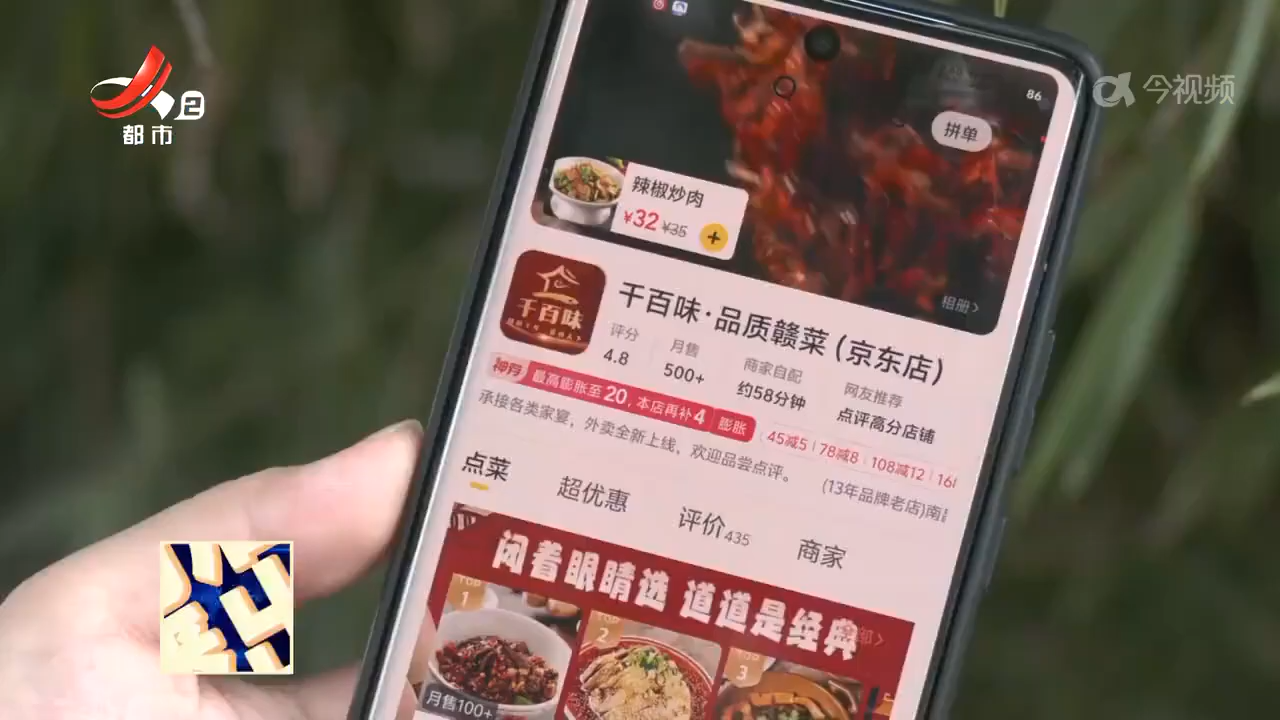 都市
2
今视频
86
拼单
辣椒炒肉
¥32 ¥35
+
相册>
千百味
千百味·品质赣菜(京东店)
评分
4.8
月售
500+
商家自配
约58分钟
网友推荐
点评高分店铺
神券 最高膨胀至20,本店再补4 膨胀
45减5 78减8 108减12
承接各类家宴,外卖全新上线,欢迎品尝点评。
(13年品牌老店)南昌
点菜
超优惠
评价435
商家
闭着眼睛选 道道是经典
TOP 1
TOP 2
TOP 3
月售100+